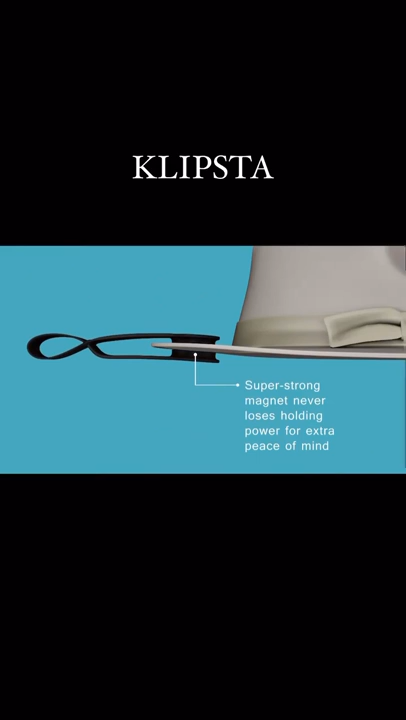 KLIPSTA
Super-strong
magnet never
loses holding
power for extra
peace of mind